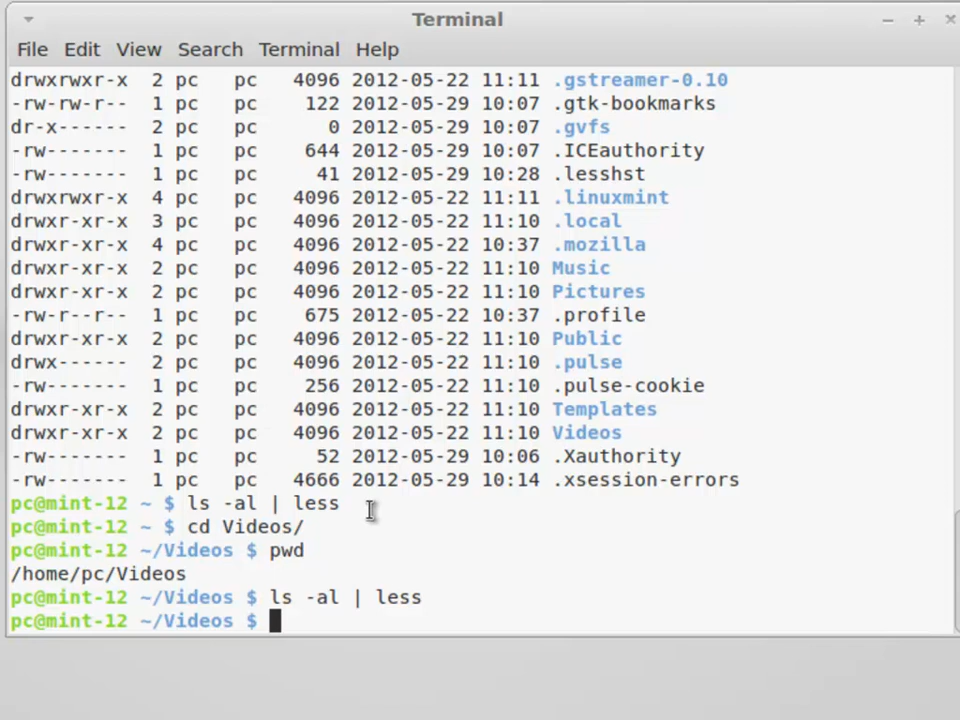 Terminal
File Edit View Search Terminal Help
drwxrwxr-x 2 pc pc 4096 2012-05-22 11:11 .gstreamer-0.10
-rw-rw-r-- 1 pc pc 122 2012-05-29 10:07 .gtk-bookmarks
dr-x------ 2 pc pc 0 2012-05-29 10:07 .gvfs
-rw------- 1 pc pc 644 2012-05-29 10:07 .ICEauthority
-rw------- 1 pc pc 41 2012-05-29 10:28 .lesshst
drwxrwxr-x 4 pc pc 4096 2012-05-22 11:11 .linuxmint
drwxr-xr-x 3 pc pc 4096 2012-05-22 11:10 .local
drwxr-xr-x 4 pc pc 4096 2012-05-22 10:37 .mozilla
drwxr-xr-x 2 pc pc 4096 2012-05-22 11:10 Music
drwxr-xr-x 2 pc pc 4096 2012-05-22 11:10 Pictures
-rw-r--r-- 1 pc pc 675 2012-05-22 10:37 .profile
drwxr-xr-x 2 pc pc 4096 2012-05-22 11:10 Public
drwx------ 2 pc pc 4096 2012-05-22 11:10 .pulse
-rw------- 1 pc pc 256 2012-05-22 11:10 .pulse-cookie
drwxr-xr-x 2 pc pc 4096 2012-05-22 11:10 Templates
drwxr-xr-x 2 pc pc 4096 2012-05-22 11:10 Videos
-rw------- 1 pc pc 52 2012-05-29 10:06 .Xauthority
-rw------- 1 pc pc 4666 2012-05-29 10:14 .xsession-errors
pc@mint-12 ~ $ ls -al | less
pc@mint-12 ~ $ cd Videos/
pc@mint-12 ~/Videos $ pwd
/home/pc/Videos
pc@mint-12 ~/Videos $ ls -al | less
pc@mint-12 ~/Videos $